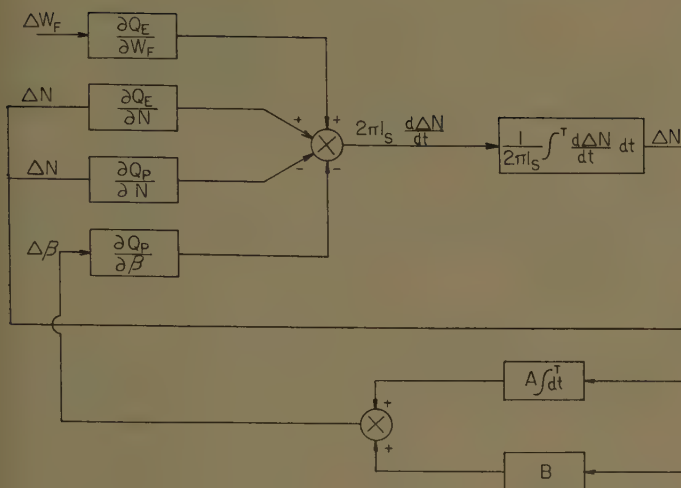 ΔW_F
∂Q_E
∂W_F
ΔN
∂Q_E
∂N
ΔN
∂Q_P
∂N
Δβ
∂Q_P
∂β
+
+
-
-
2πI_S dΔN
dt
1
2πI_S
∫^T dΔN
dt
dt
ΔN
A∫^T dt
+
+
B